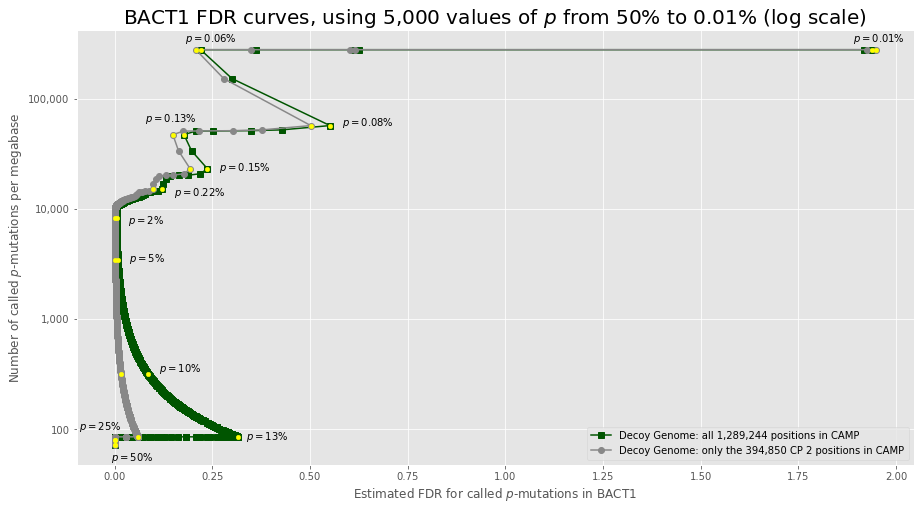 BACT1 FDR curves, using 5,000 values of p from 50% to 0.01% (log scale)
p = 0.06%
p = 0.01%
100,000
p = 0.13%
p = 0.08%
p = 0.15%
p = 0.22%
10,000
p = 2%
p = 5%
1,000
p = 10%
p = 25%
100
p = 13%
p = 50%
Number of called p-mutations per megabase
Decoy Genome: all 1,289,244 positions in CAMP
Decoy Genome: only the 394,850 CP 2 positions in CAMP
0.00 0.25 0.50 0.75 1.00 1.25 1.50 1.75 2.00
Estimated FDR for called p-mutations in BACT1